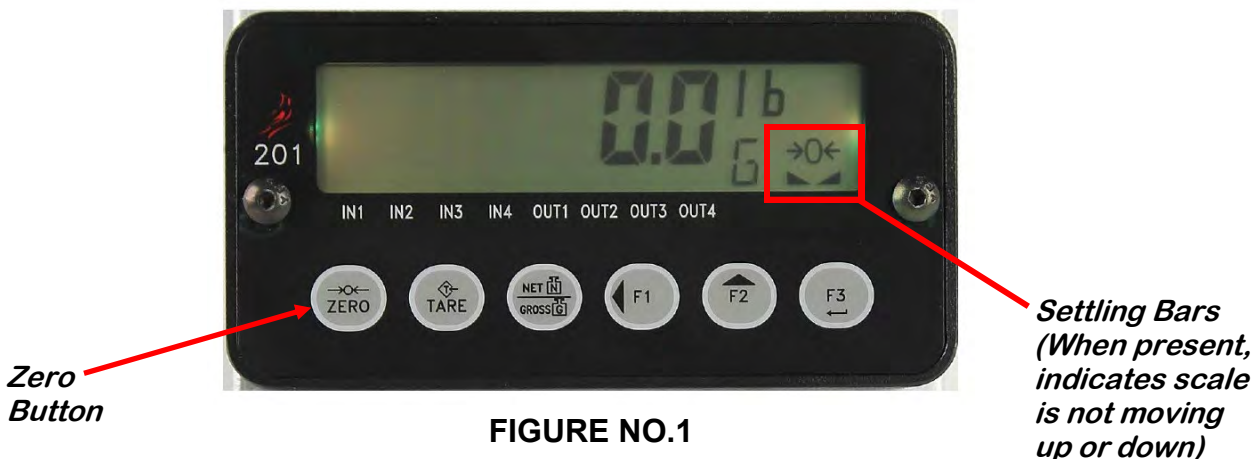 0.0 lb
G →0←
201
IN1 IN2 IN3 IN4 OUT1 OUT2 OUT3 OUT4
→O← ZERO
T TARE
NET N
GROSS G
F1
F2
F3
Zero
Button
Settling Bars
(When present,
indicates scale
is not moving
up or down)
FIGURE NO.1